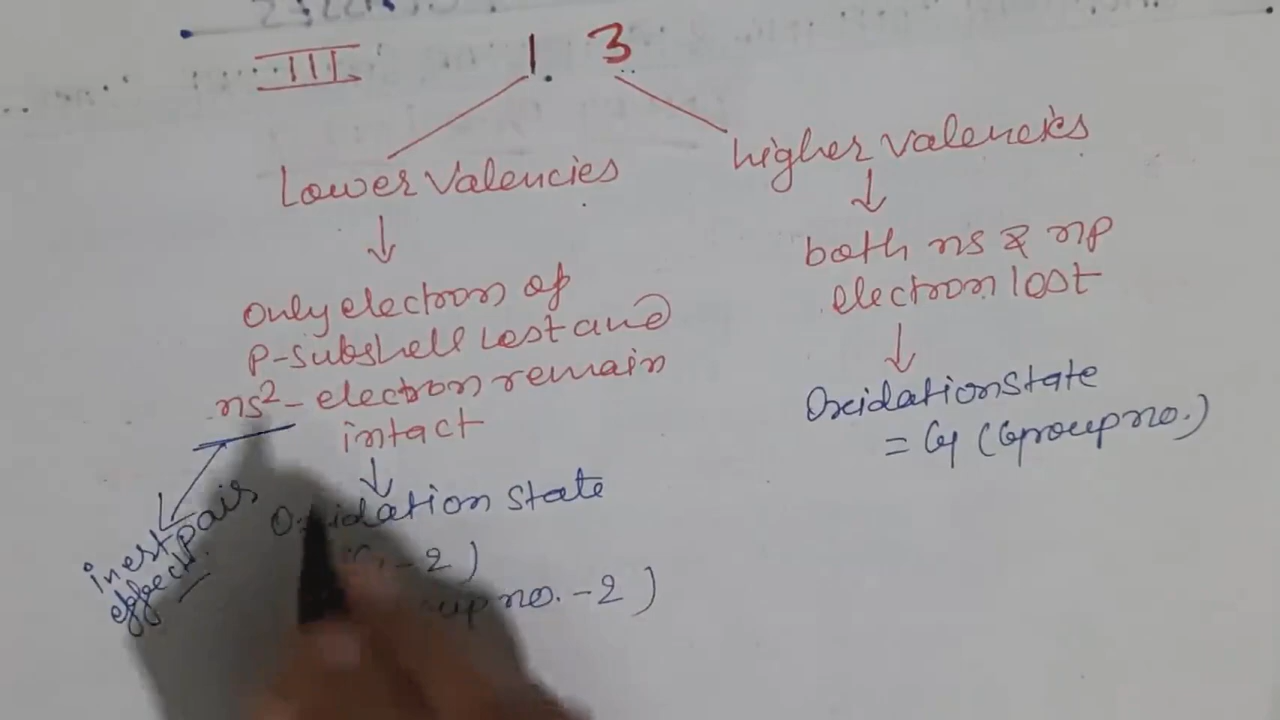 III
1. 3
Lower Valencies
higher valencies
Only electron of
P-subshell lost and
ns² - electron remain
intact
both ns & np
electron lost
Oxidation State
= G (Group no.)
inert pair
effect.
Oxidation State
- 2 )
up no. - 2 )